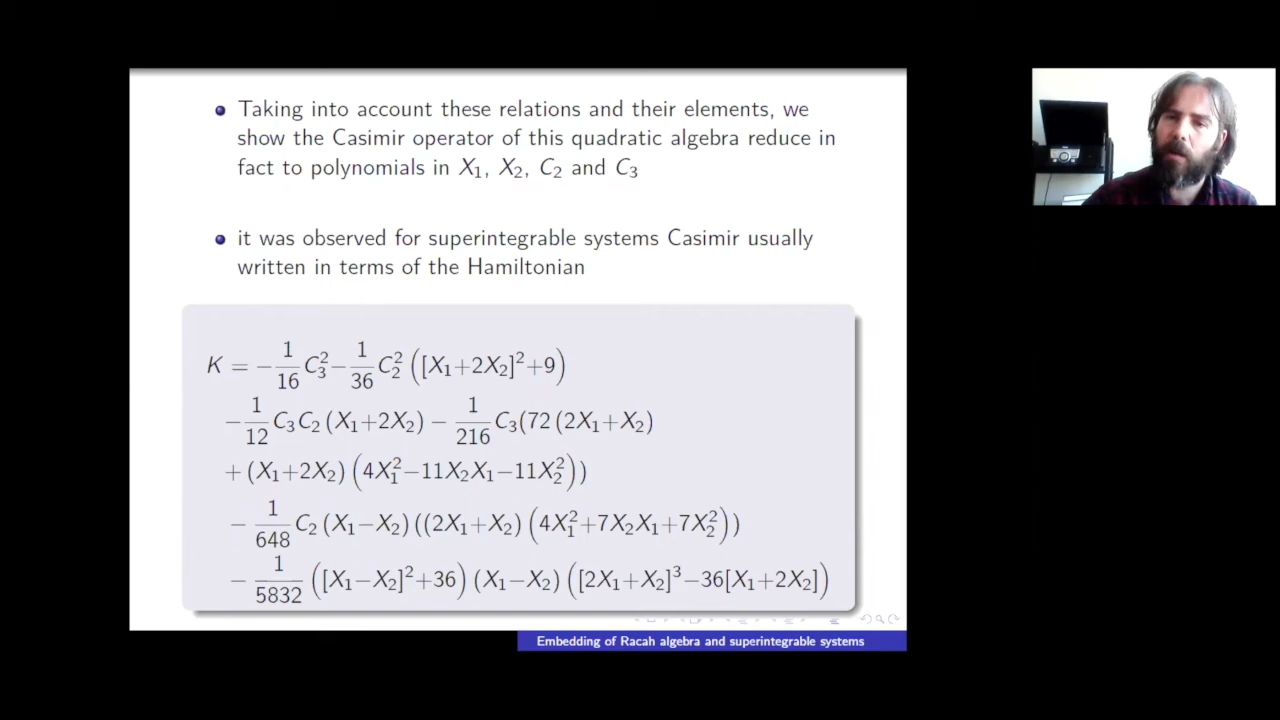 Taking into account these relations and their elements, we
show the Casimir operator of this quadratic algebra reduce in
fact to polynomials in X₁, X₂, C₂ and C₃
it was observed for superintegrable systems Casimir usually
written in terms of the Hamiltonian
K = −1/16 C₃² − 1/36 C₂² ([X₁+2X₂]²+9)
−1/12 C₃C₂ (X₁+2X₂) − 1/216 C₃(72 (2X₁+X₂)
+ (X₁+2X₂) (4X₁²−11X₂X₁−11X₂²))
− 1/648 C₂ (X₁−X₂) ((2X₁+X₂) (4X₁²+7X₂X₁+7X₂²))
− 1/5832 ([X₁−X₂]²+36) (X₁−X₂) ([2X₁+X₂]³−36[X₁+2X₂])
Embedding of Racah algebra and superintegrable systems